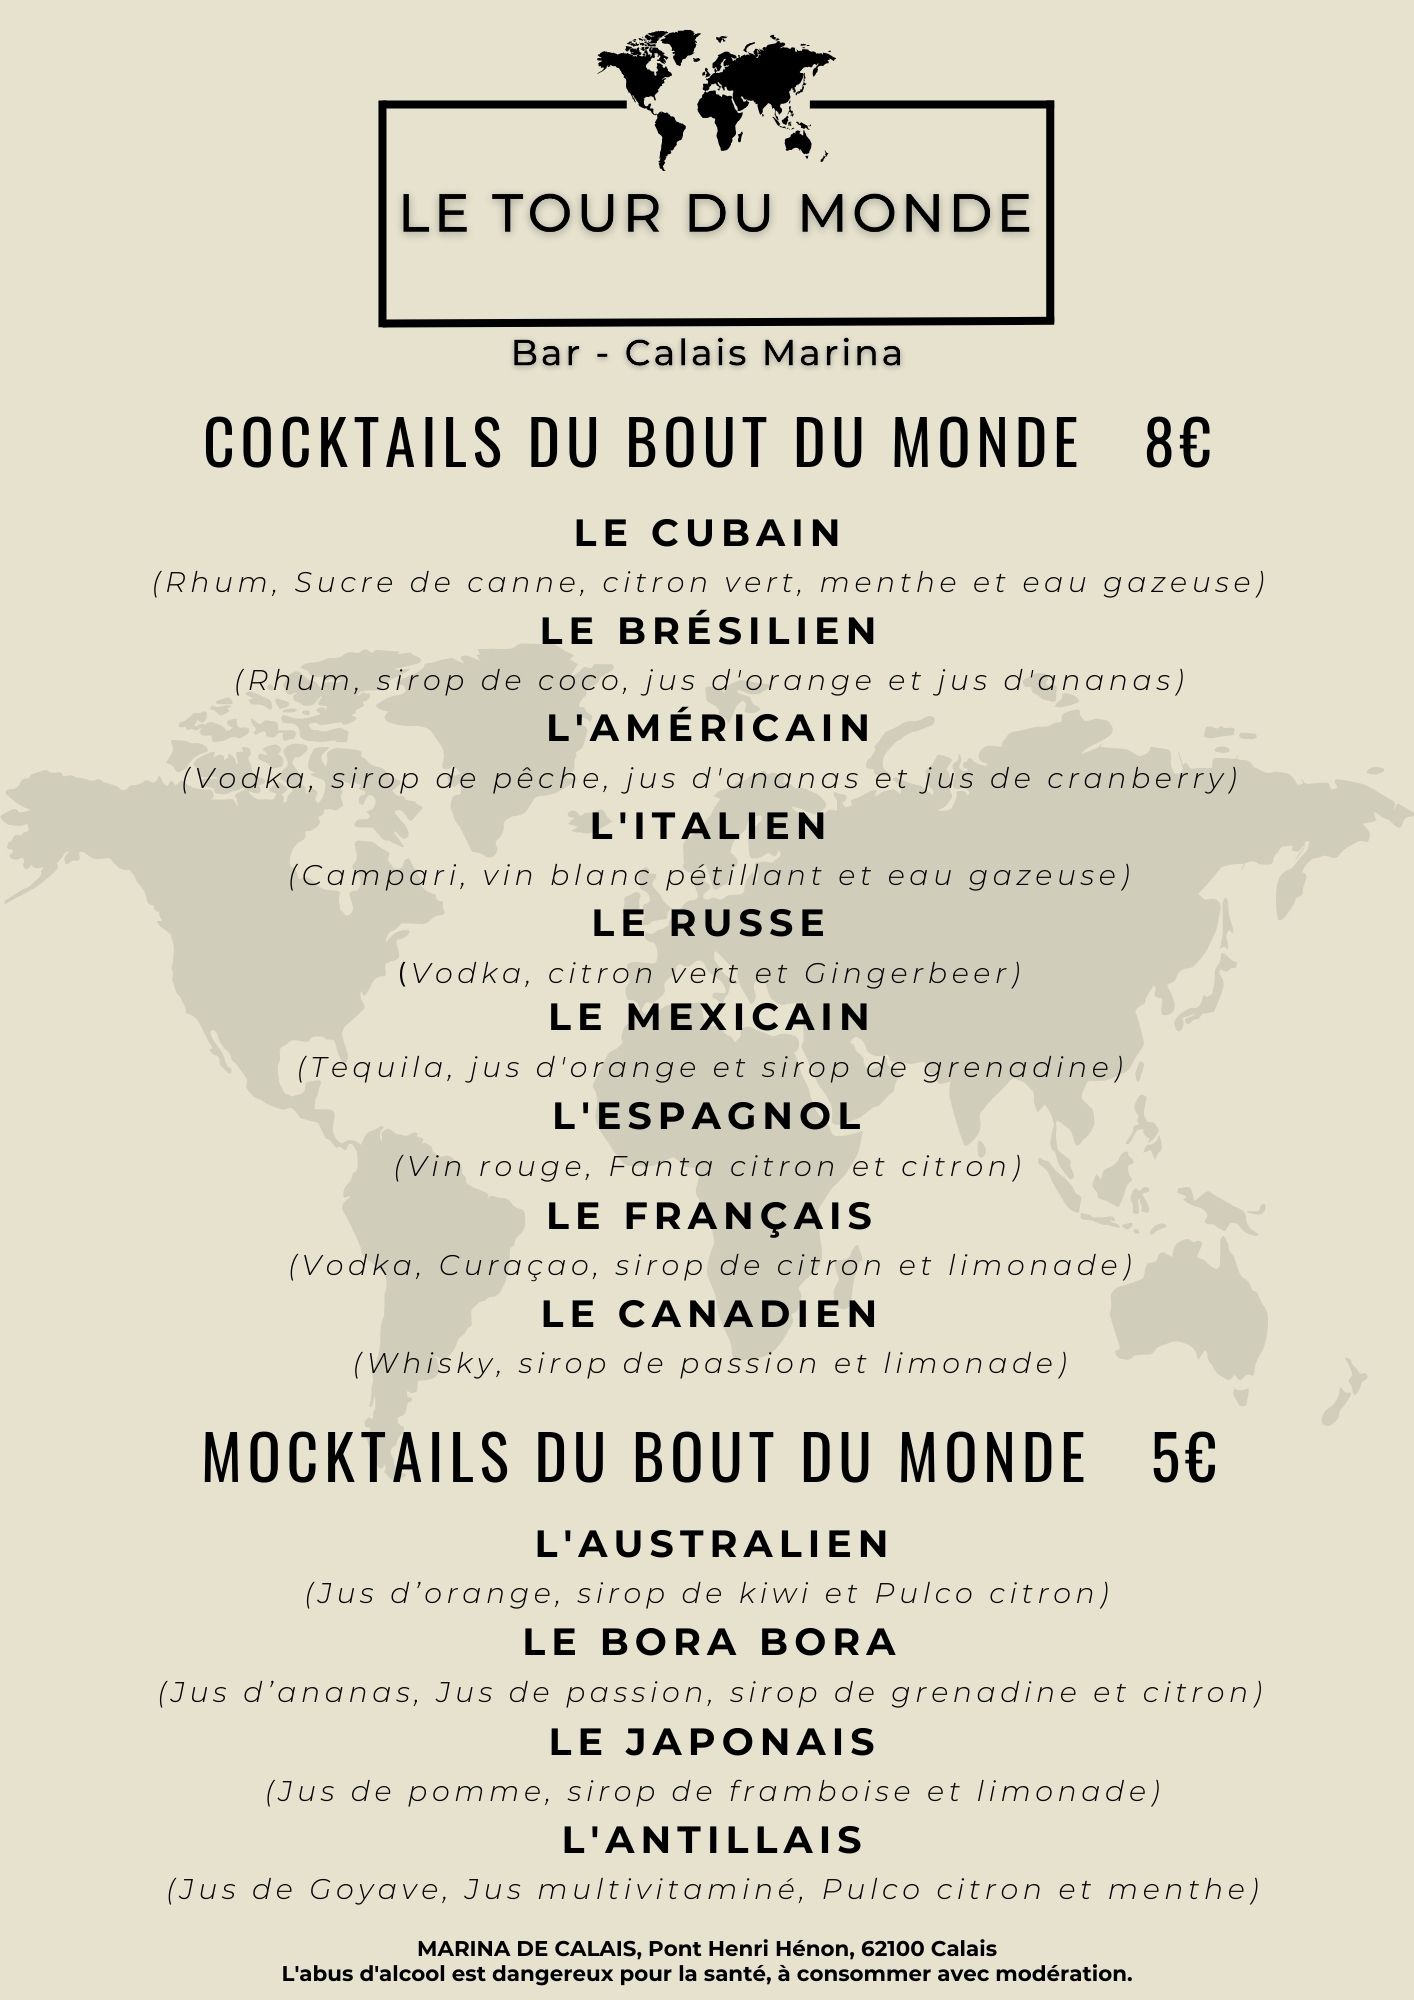 LE TOUR DU MONDE
Bar - Calais Marina
COCKTAILS DU BOUT DU MONDE 8€
LE CUBAIN
(Rhum, Sucre de canne, citron vert, menthe et eau gazeuse)
LE BRÉSILIEN
(Rhum, sirop de coco, jus d'orange et jus d'ananas)
L'AMÉRICAIN
(Vodka, sirop de pêche, jus d'ananas et jus de cranberry)
L'ITALIEN
(Campari, vin blanc pétillant et eau gazeuse)
LE RUSSE
(Vodka, citron vert et Gingerbeer)
LE MEXICAIN
(Tequila, jus d'orange et sirop de grenadine)
L'ESPAGNOL
(Vin rouge, Fanta citron et citron)
LE FRANÇAIS
(Vodka, Curaçao, sirop de citron et limonade)
LE CANADIEN
(Whisky, sirop de passion et limonade)
MOCKTAILS DU BOUT DU MONDE 5€
L'AUSTRALIEN
(Jus d’orange, sirop de kiwi et Pulco citron)
LE BORA BORA
(Jus d’ananas, Jus de passion, sirop de grenadine et citron)
LE JAPONAIS
(Jus de pomme, sirop de framboise et limonade)
L'ANTILLAIS
(Jus de Goyave, Jus multivitaminé, Pulco citron et menthe)
MARINA DE CALAIS, Pont Henri Hénon, 62100 Calais
L'abus d'alcool est dangereux pour la santé, à consommer avec modération.